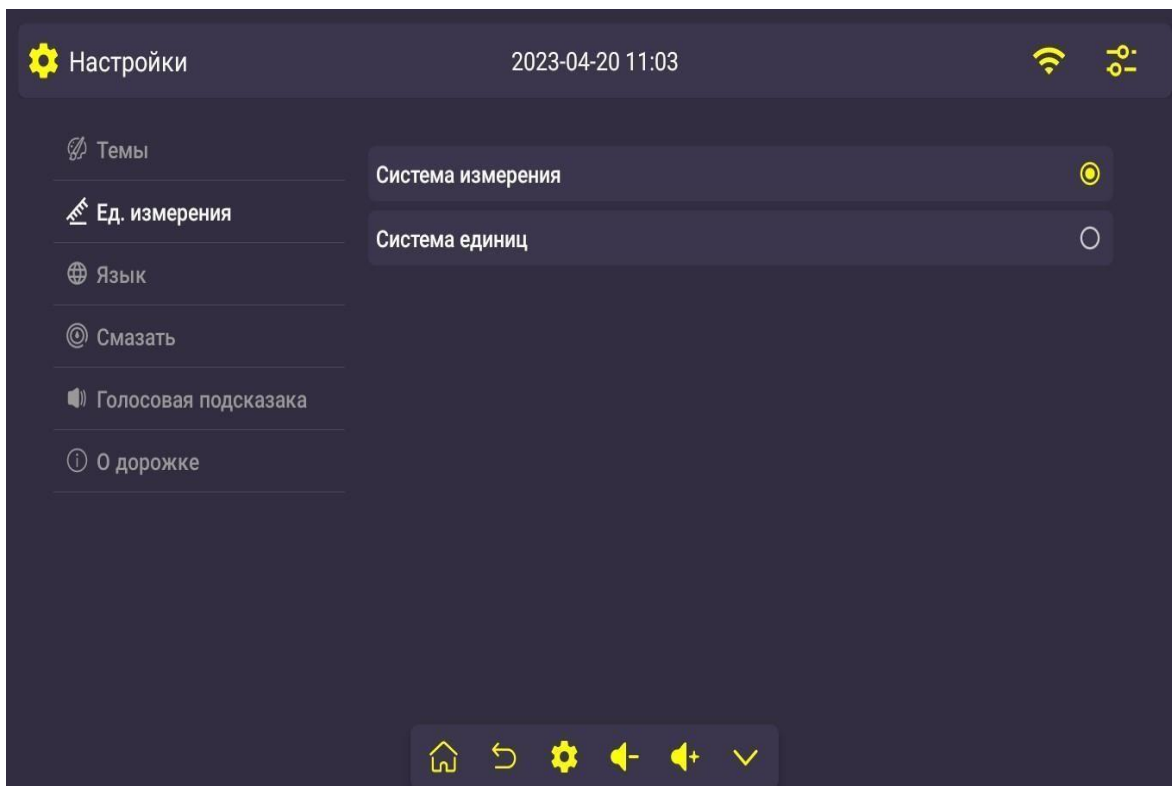 Настройки
2023-04-20 11:03
Темы
Ед. измерения
Язык
Смазать
Голосовая подсказака
О дорожке
Система измерения
Система единиц